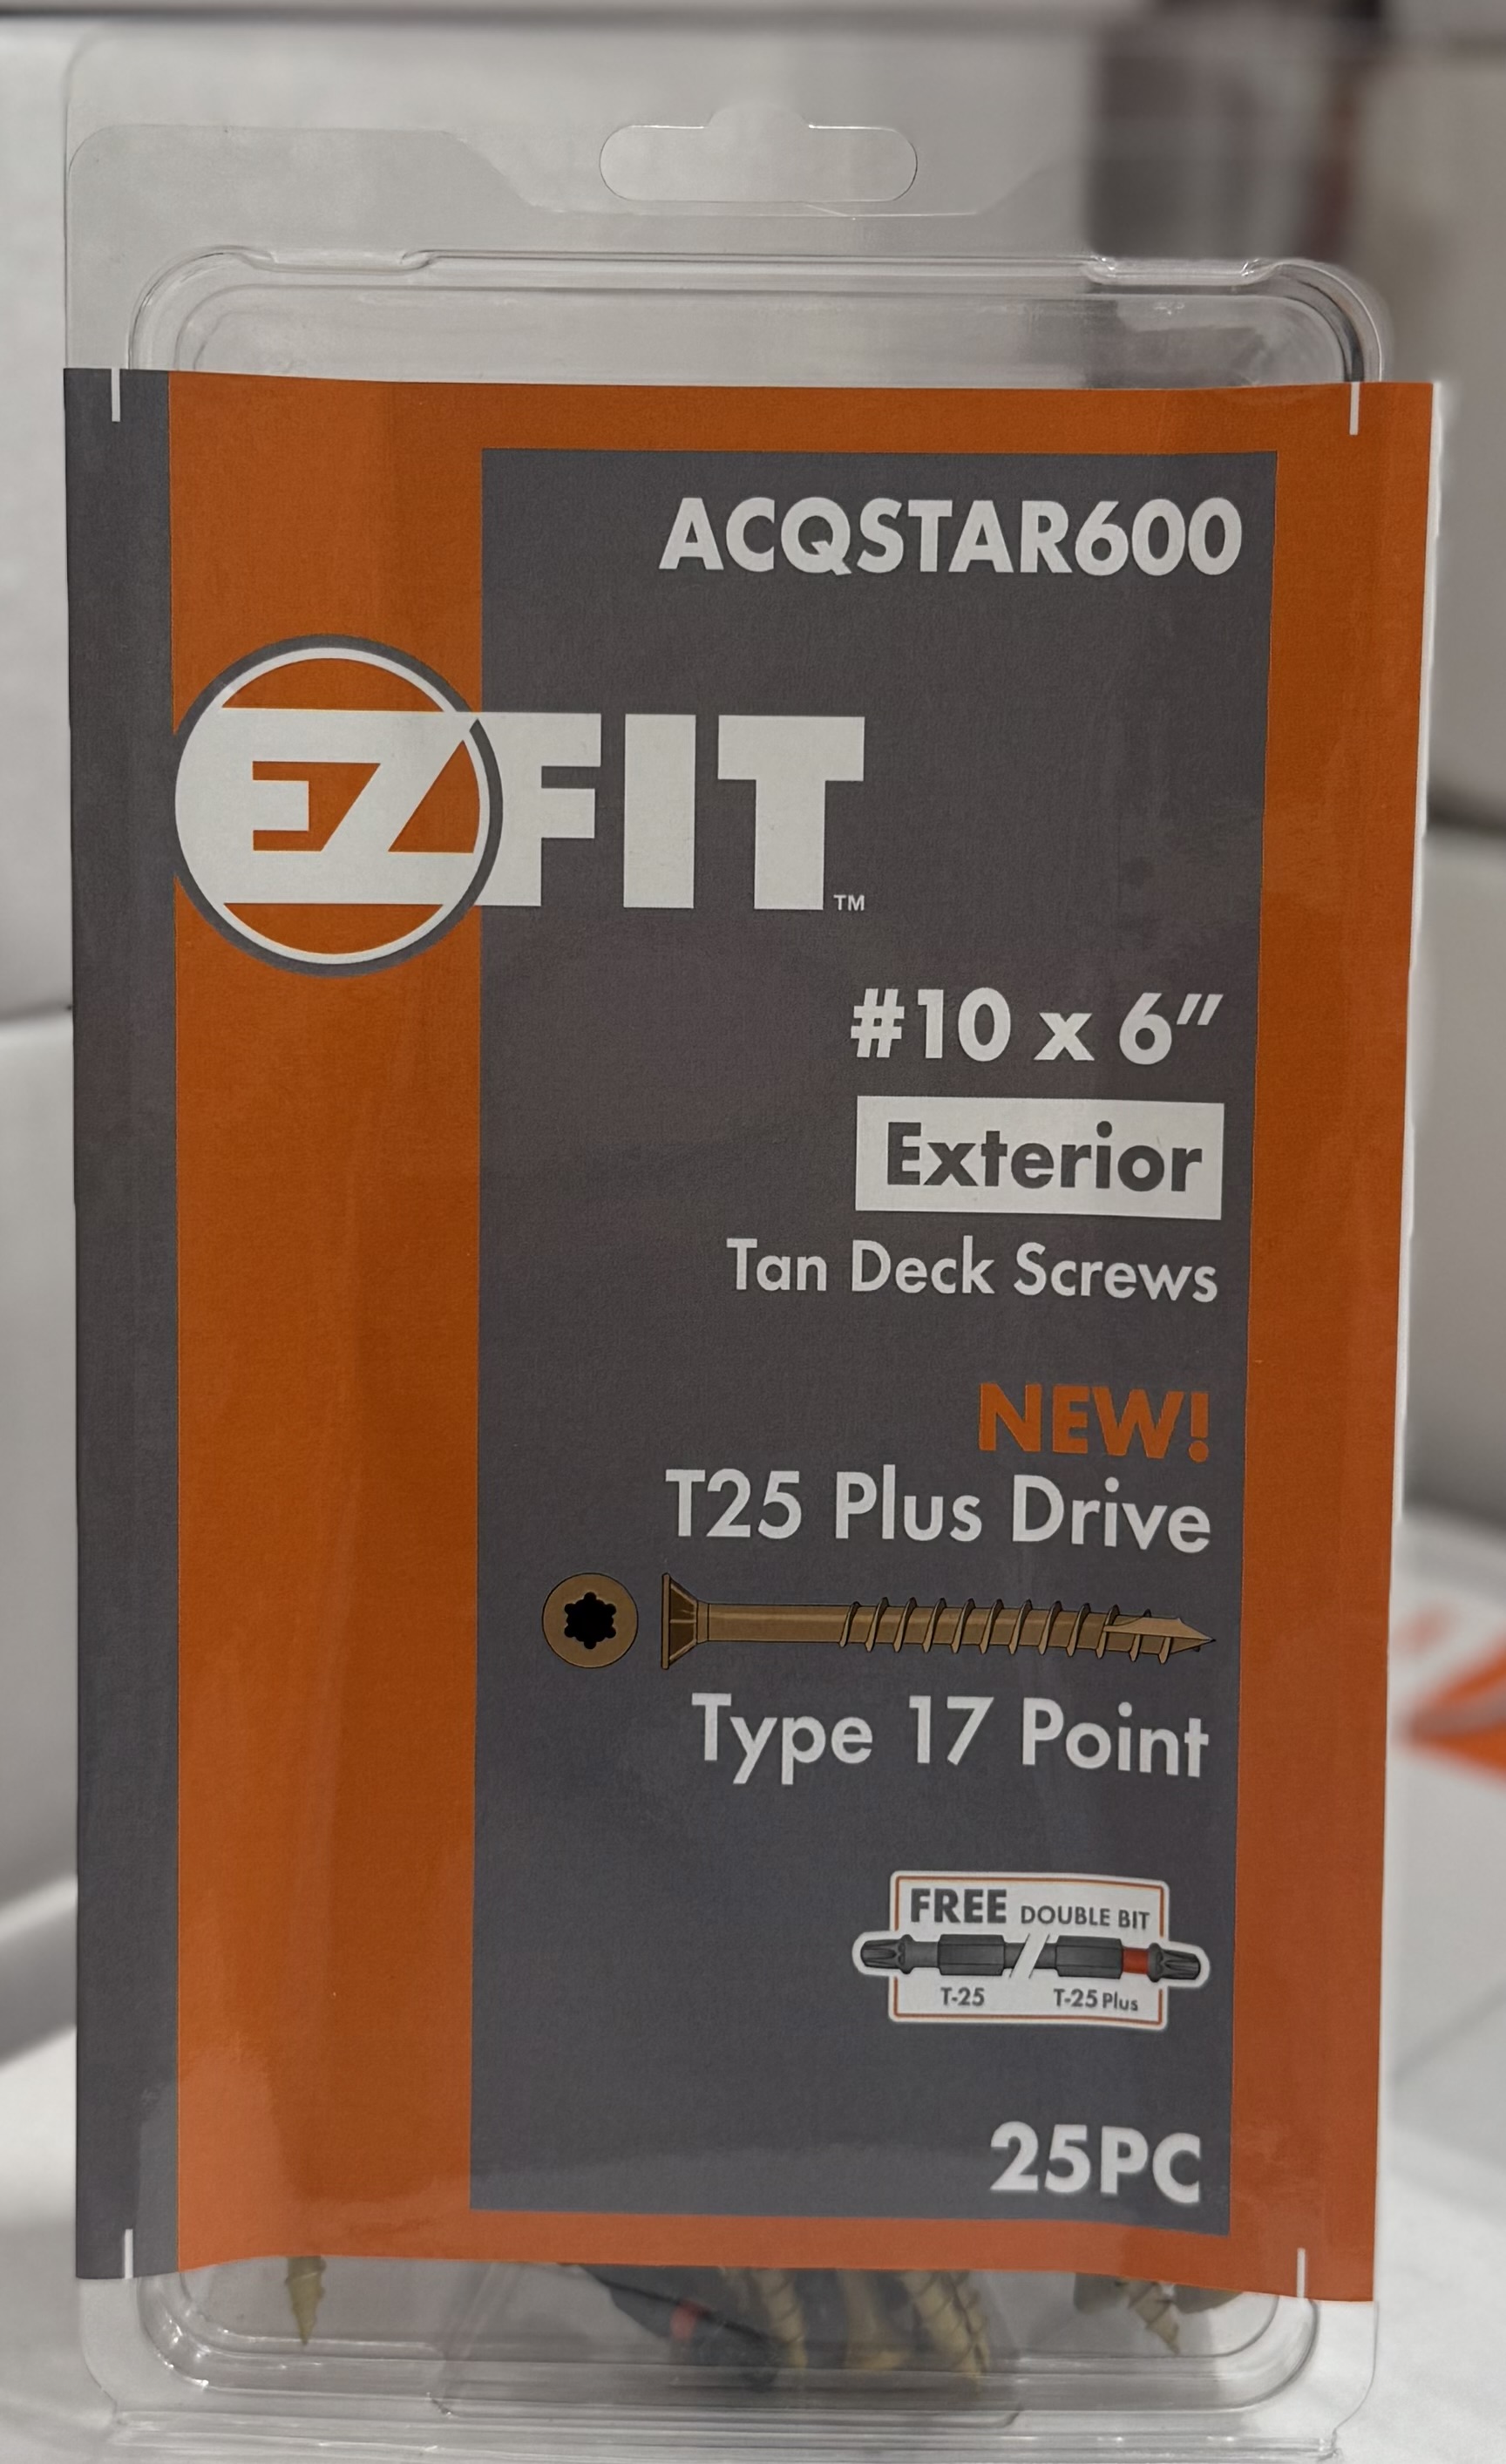 ACQSTAR600
EZFIT™
#10 x 6"
Exterior
Tan Deck Screws
NEW!
T25 Plus Drive
Type 17 Point
FREE DOUBLE BIT
T-25 T-25 Plus
25PC